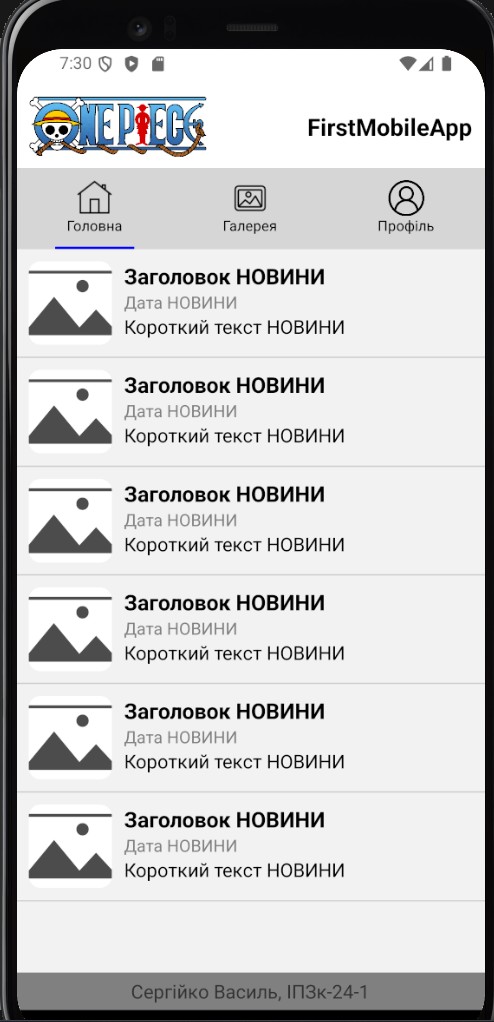 7:30
ONE PIECE
FirstMobileApp
Головна
Галерея
Профіль
Заголовок НОВИНИ
Дата НОВИНИ
Короткий текст НОВИНИ
Заголовок НОВИНИ
Дата НОВИНИ
Короткий текст НОВИНИ
Заголовок НОВИНИ
Дата НОВИНИ
Короткий текст НОВИНИ
Заголовок НОВИНИ
Дата НОВИНИ
Короткий текст НОВИНИ
Заголовок НОВИНИ
Дата НОВИНИ
Короткий текст НОВИНИ
Заголовок НОВИНИ
Дата НОВИНИ
Короткий текст НОВИНИ
Сергійко Василь, ІПЗк-24-1